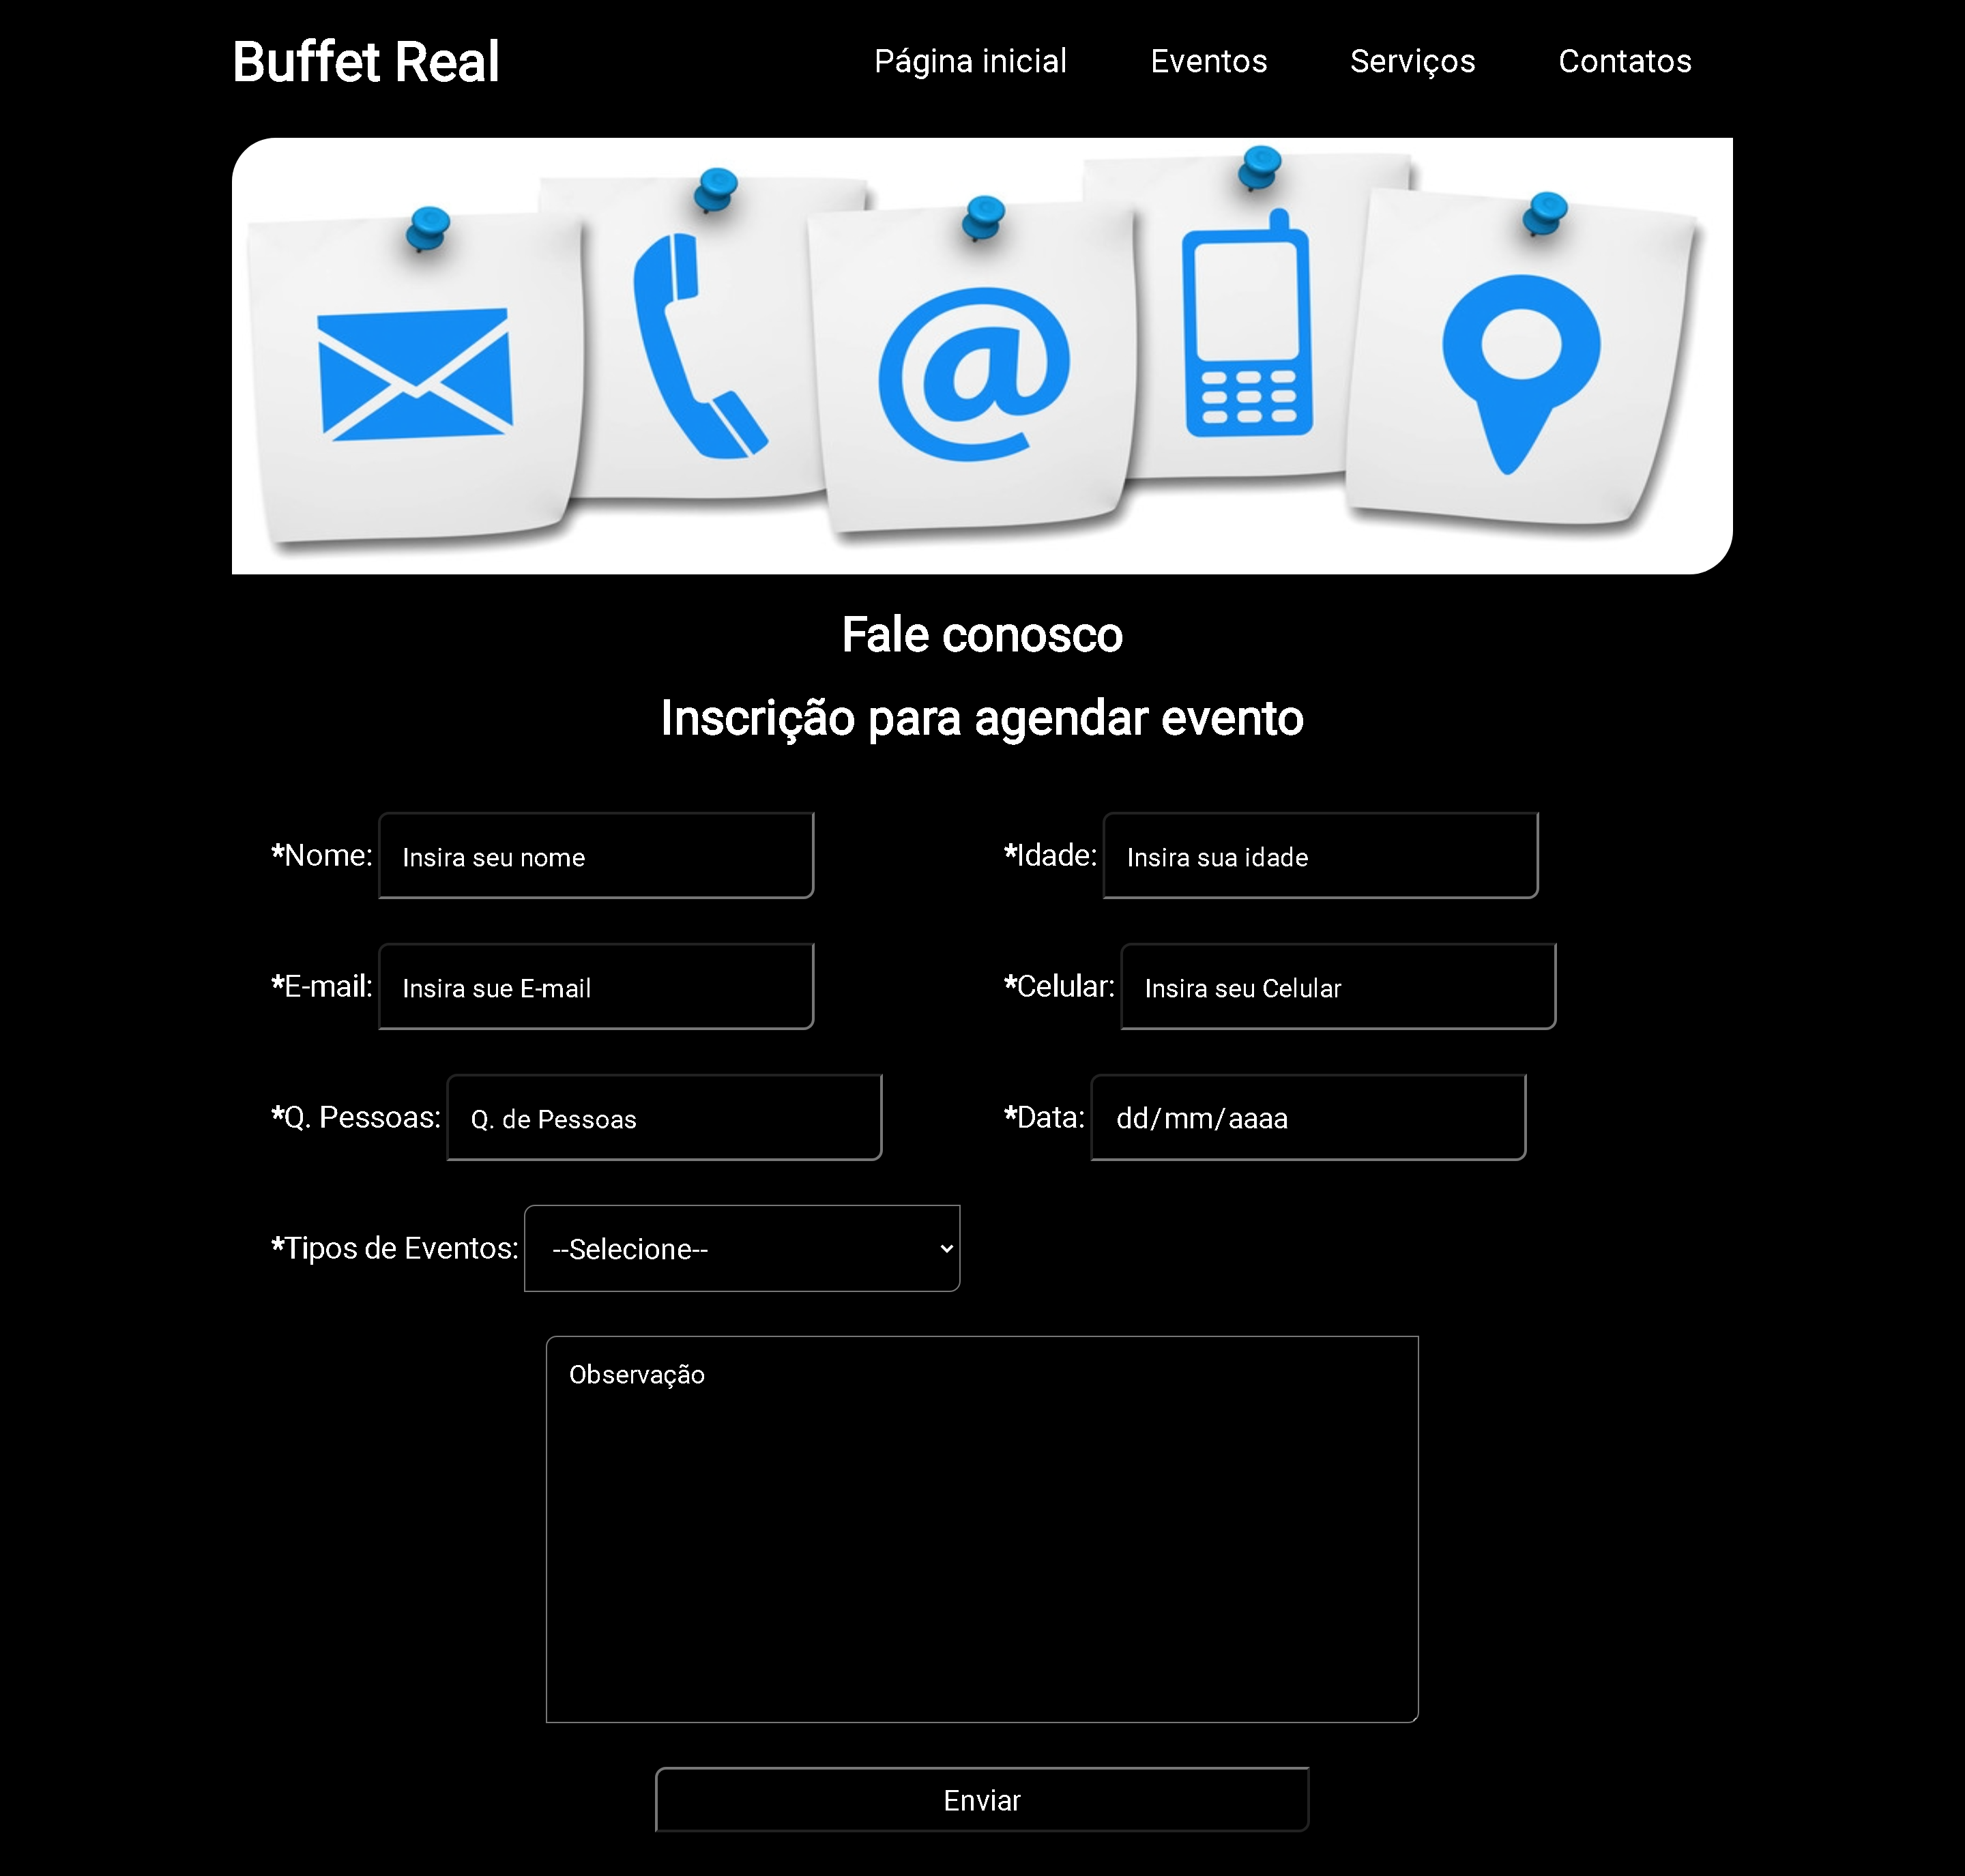 Buffet Real
Página inicial Eventos Serviços Contatos
@
Fale conosco
Inscrição para agendar evento
*Nome: Insira seu nome *Idade: Insira sua idade
*E-mail: Insira sue E-mail *Celular: Insira seu Celular
*Q. Pessoas: Q. de Pessoas *Data: dd/mm/aaaa
*Tipos de Eventos: --Selecione--
Observação
Enviar